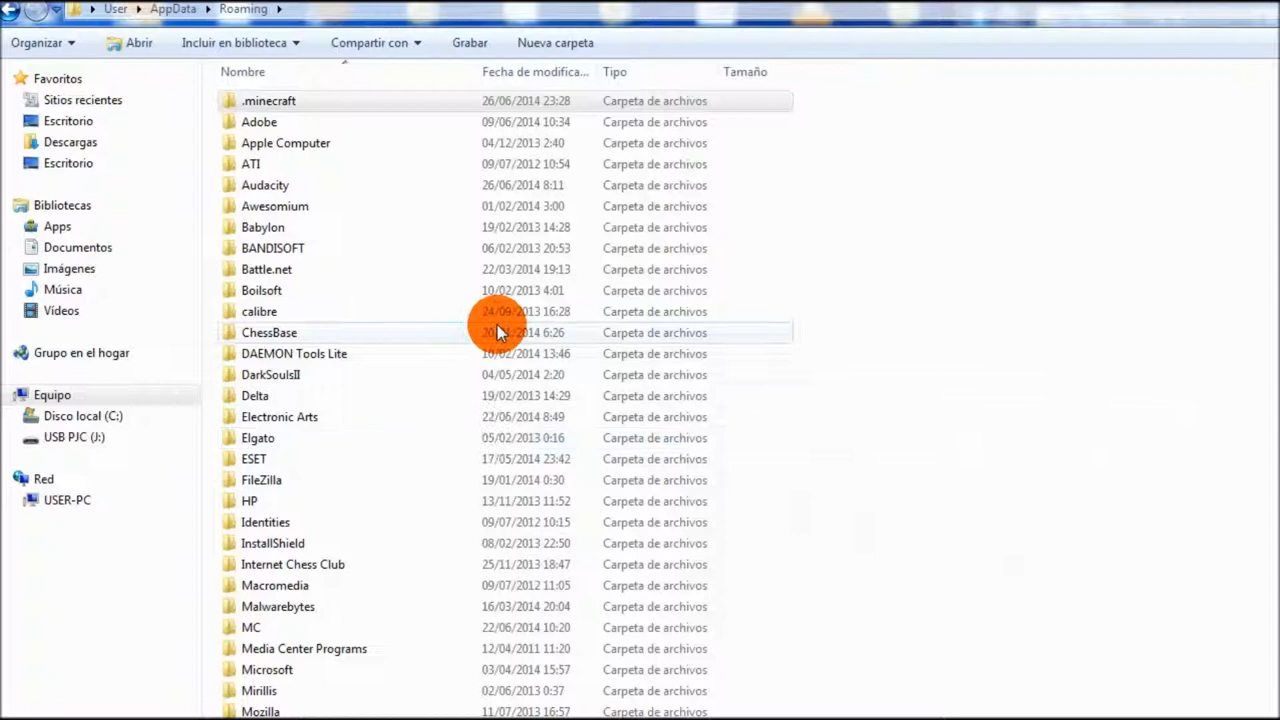 User AppData Roaming
Organizar Abrir Incluir en biblioteca Compartir con Grabar Nueva carpeta
Favoritos
Sitios recientes
Escritorio
Descargas
Escritorio
Bibliotecas
Apps
Documentos
Imágenes
Música
Vídeos
Grupo en el hogar
Equipo
Disco local (C:)
USB PJC (J:)
Red
USER-PC
Nombre Fecha de modifica... Tipo Tamaño
.minecraft 26/06/2014 23:28 Carpeta de archivos
Adobe 09/06/2014 10:34 Carpeta de archivos
Apple Computer 04/12/2013 2:40 Carpeta de archivos
ATI 09/07/2012 10:54 Carpeta de archivos
Audacity 26/06/2014 8:11 Carpeta de archivos
Awesomium 01/02/2014 3:00 Carpeta de archivos
Babylon 19/02/2013 14:28 Carpeta de archivos
BANDISOFT 06/02/2013 20:53 Carpeta de archivos
Battle.net 22/03/2014 19:13 Carpeta de archivos
Boilsoft 10/02/2013 4:01 Carpeta de archivos
calibre 24/09/2013 16:28 Carpeta de archivos
ChessBase 6:26 Carpeta de archivos
DAEMON Tools Lite 10/02/2014 13:46 Carpeta de archivos
DarkSoulsII 04/05/2014 2:20 Carpeta de archivos
Delta 19/02/2013 14:29 Carpeta de archivos
Electronic Arts 22/06/2014 8:49 Carpeta de archivos
Elgato 05/02/2013 0:16 Carpeta de archivos
ESET 17/05/2014 23:42 Carpeta de archivos
FileZilla 19/01/2014 0:30 Carpeta de archivos
HP 13/11/2013 11:52 Carpeta de archivos
Identities 09/07/2012 10:15 Carpeta de archivos
InstallShield 08/02/2013 22:50 Carpeta de archivos
Internet Chess Club 25/11/2013 18:47 Carpeta de archivos
Macromedia 09/07/2012 11:05 Carpeta de archivos
Malwarebytes 16/03/2014 20:04 Carpeta de archivos
MC 22/06/2014 10:20 Carpeta de archivos
Media Center Programs 12/04/2011 11:20 Carpeta de archivos
Microsoft 03/04/2014 15:57 Carpeta de archivos
Mirillis 02/06/2013 0:37 Carpeta de archivos
Mozilla 11/07/2013 16:57 Carpeta de archivos